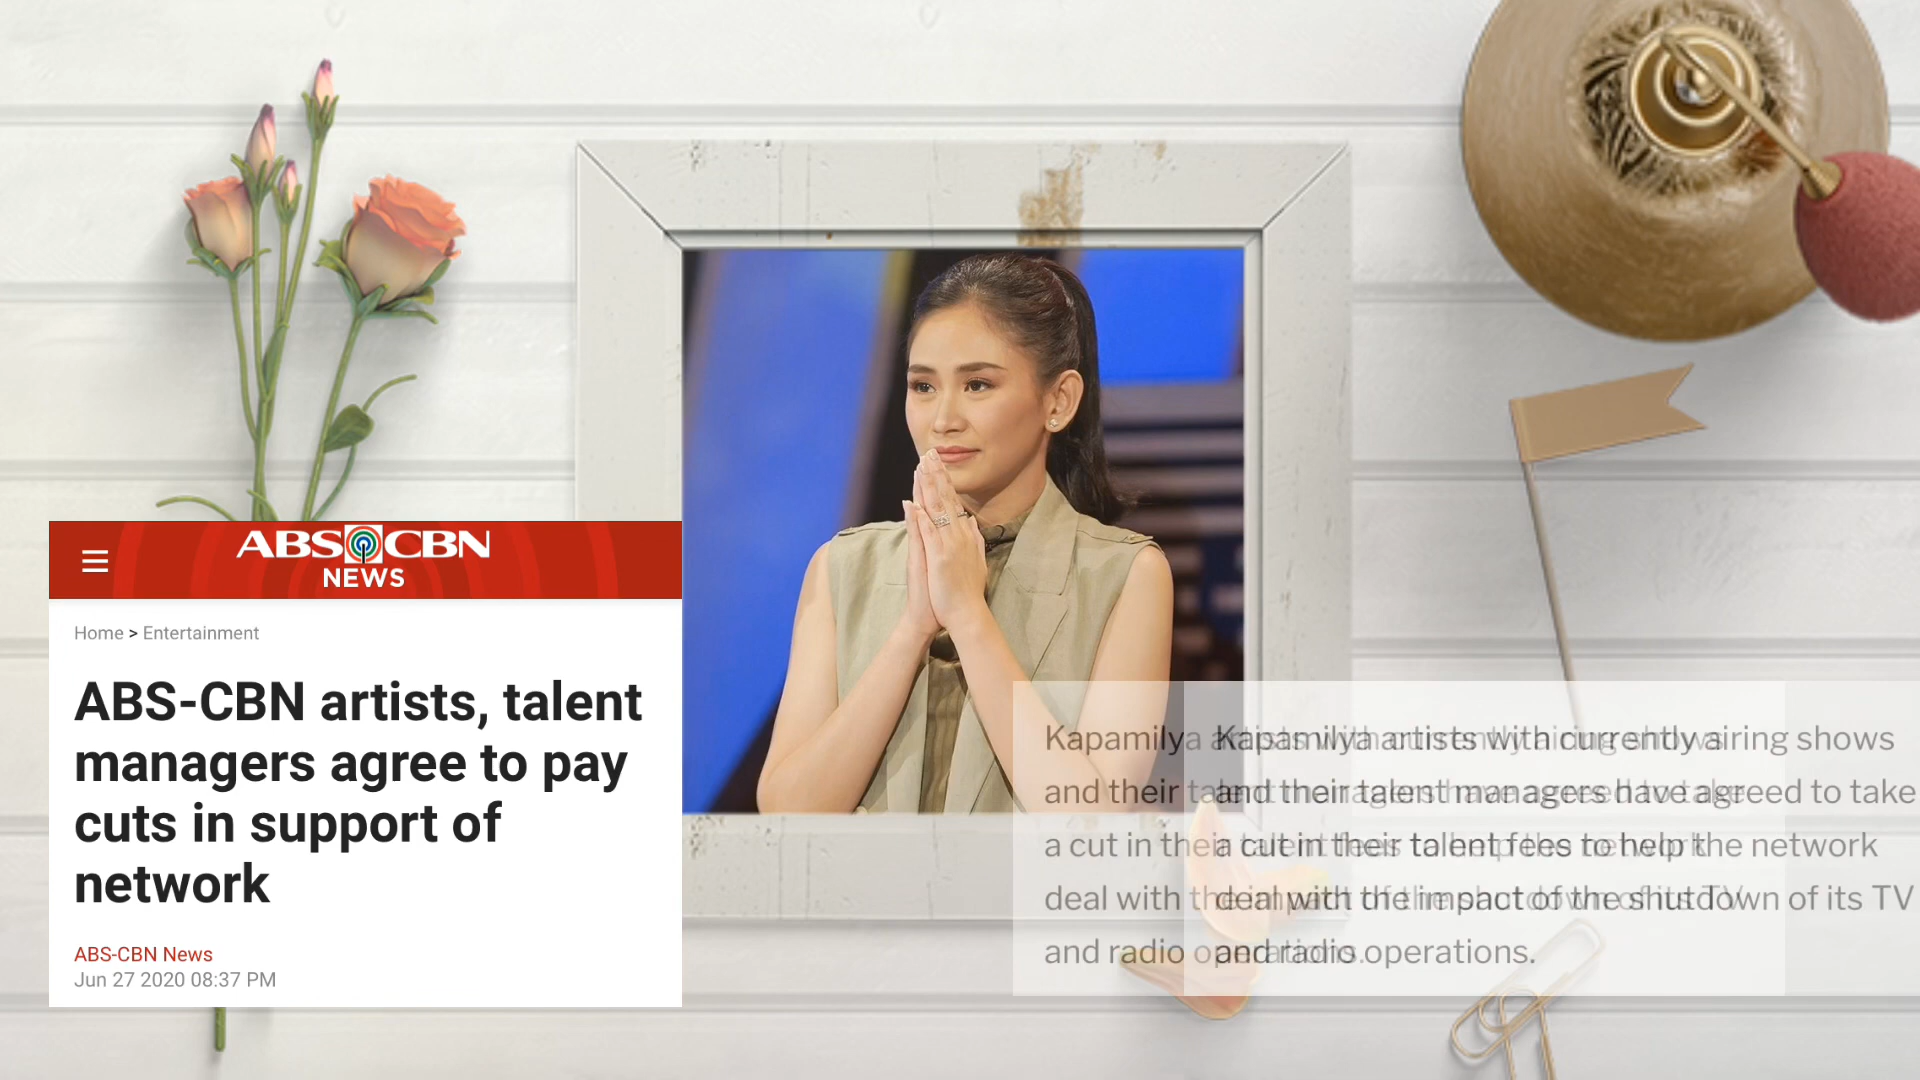 ABS-CBN
NEWS
Home > Entertainment
ABS-CBN artists, talent
managers agree to pay
cuts in support of
network
ABS-CBN News
Jun 27 2020 08:37 PM
Kapamilya artists with currently airing shows
and their talent managers have agreed to take
a cut in their talent fees to help the network
deal with the impact of the shutdown of its TV
and radio operations.